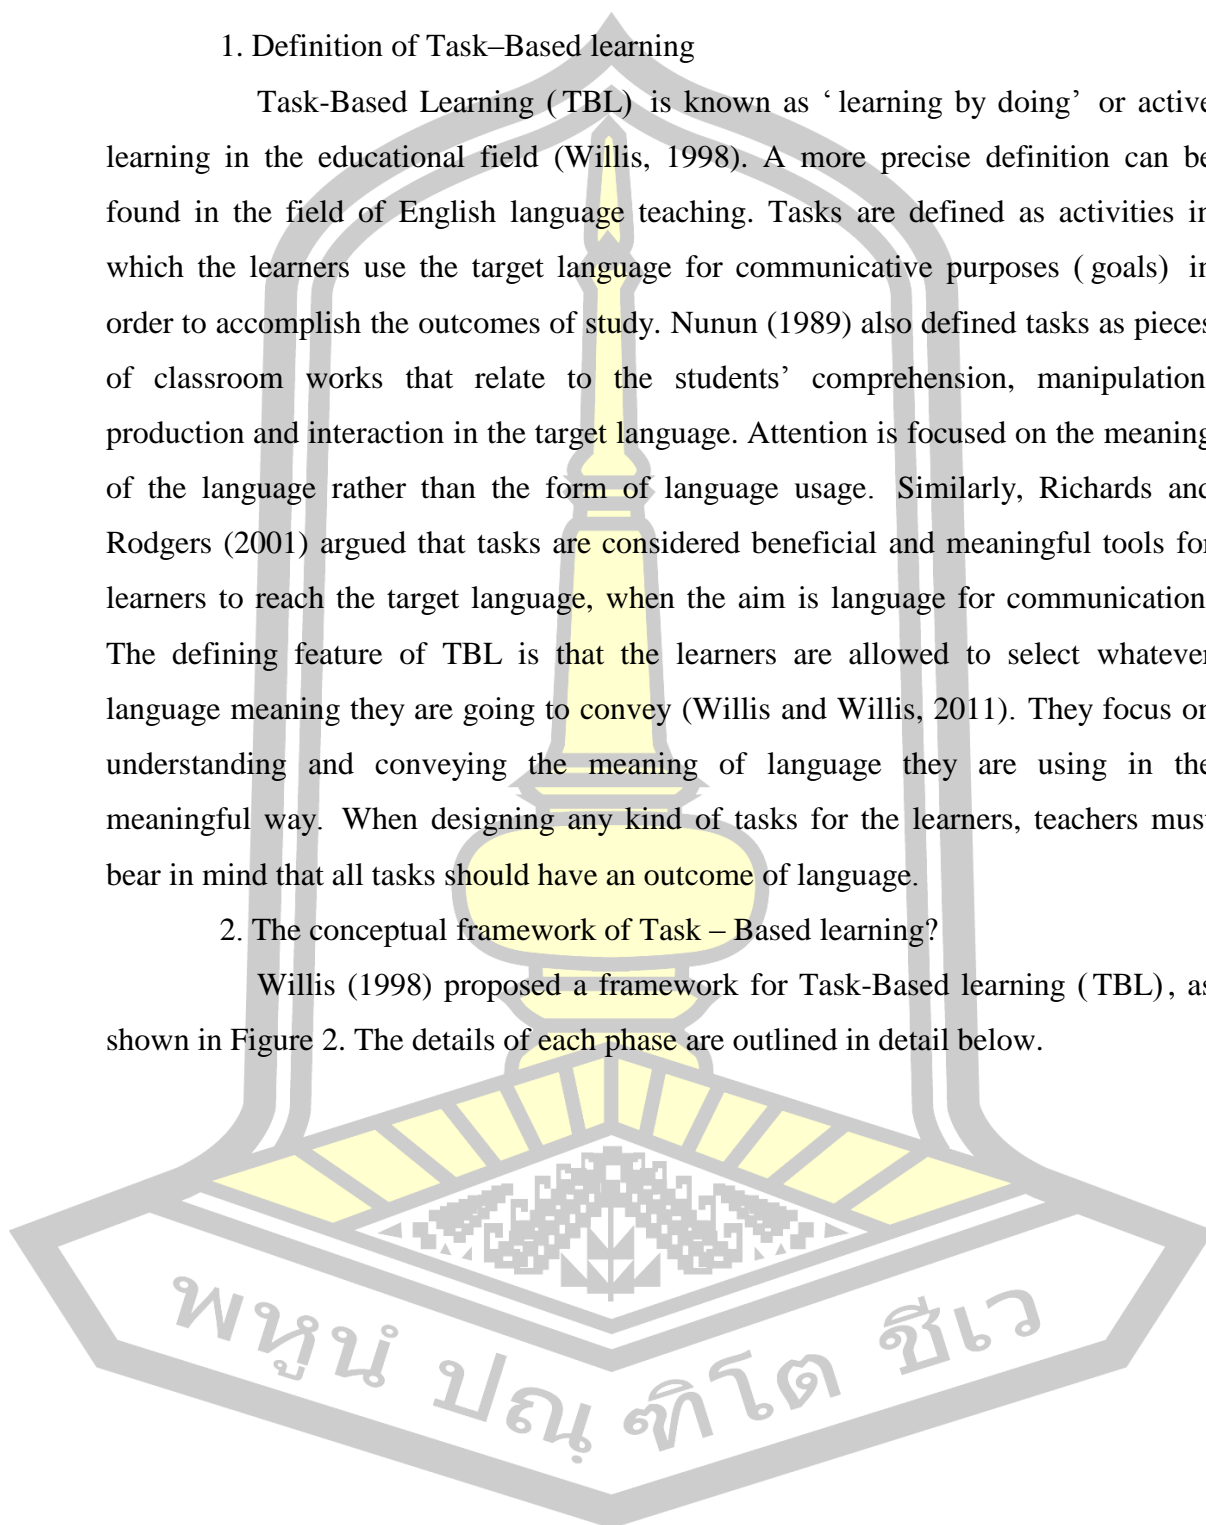 1. Definition of Task–Based learning
Task-Based Learning (TBL) is known as ‘learning by doing’ or active
learning in the educational field (Willis, 1998). A more precise definition can be
found in the field of English language teaching. Tasks are defined as activities in
which the learners use the target language for communicative purposes (goals) in
order to accomplish the outcomes of study. Nunun (1989) also defined tasks as pieces
of classroom works that relate to the students’ comprehension, manipulation
production and interaction in the target language. Attention is focused on the meaning
of the language rather than the form of language usage. Similarly, Richards and
Rodgers (2001) argued that tasks are considered beneficial and meaningful tools for
learners to reach the target language, when the aim is language for communication
The defining feature of TBL is that the learners are allowed to select whatever
language meaning they are going to convey (Willis and Willis, 2011). They focus on
understanding and conveying the meaning of language they are using in the
meaningful way. When designing any kind of tasks for the learners, teachers must
bear in mind that all tasks should have an outcome of language.
2. The conceptual framework of Task – Based learning?
Willis (1998) proposed a framework for Task-Based learning (TBL), as
shown in Figure 2. The details of each phase are outlined in detail below.
พหูนํ ปณฺฑิโต ชีเว